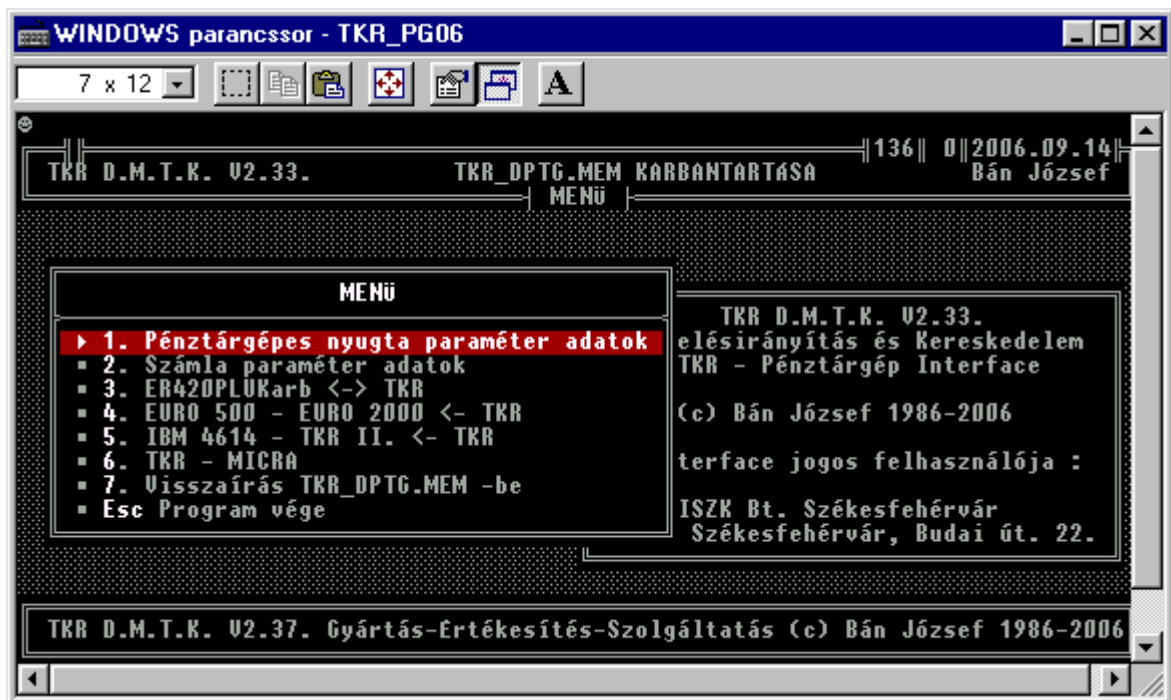 WINDOWS parancssor - TKR_PG06
7 x 12
A
136 0 2006.09.14
TKR D.M.T.K. V2.33. TKR_DPTG.MEM KARBANTARTáSA Bán József
MENÜ
MENÜ
1. Pénztárgépes nyugta paraméter adatok
2. Számla paraméter adatok
3. ER420PLUKarb <-> TKR
4. EURO 500 - EURO 2000 <- TKR
5. IBM 4614 - TKR II. <- TKR
6. TKR - MICRA
7. Visszaírás TKR_DPTG.MEM -be
Esc Program vége
TKR D.M.T.K. V2.33.
elésirányítás és Kereskedelem
TKR - Pénztárgép Interface
(c) Bán József 1986-2006
terface jogos felhasználója :
ISZK Bt. Székesfehérvár
Székesfehérvár, Budai út. 22.
TKR D.M.T.K. V2.37. Gyártás-Értékesítés-Szolgáltatás (c) Bán József 1986-2006